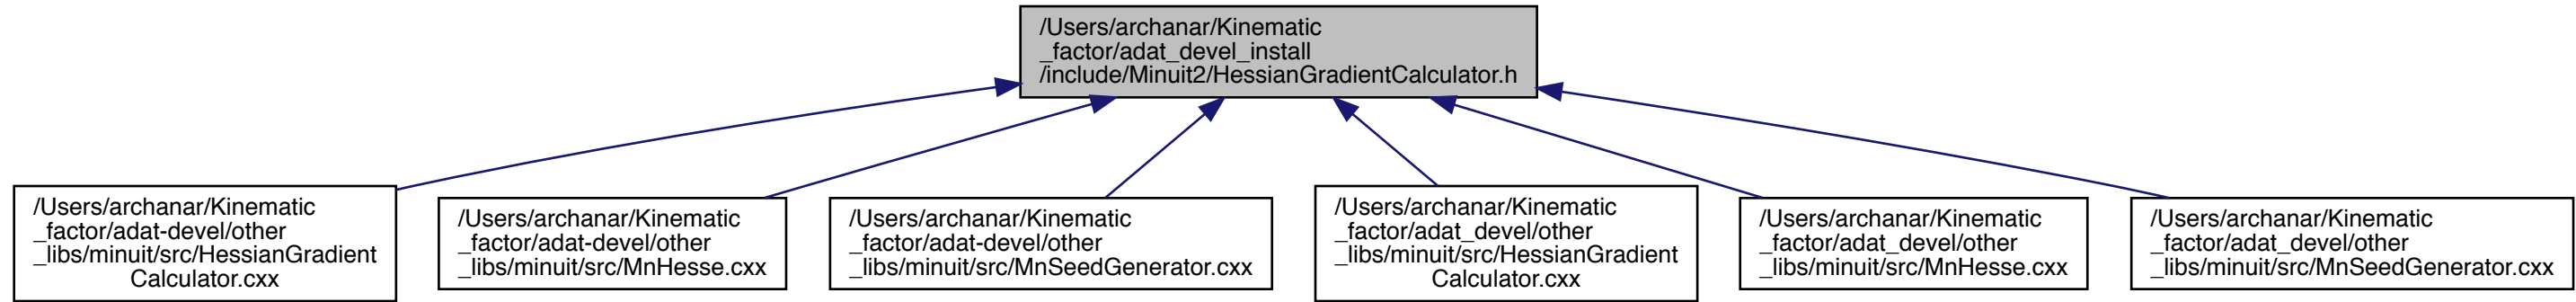 /Users/archanar/Kinematic
_factor/adat_devel_install
/include/Minuit2/HessianGradientCalculator.h
/Users/archanar/Kinematic
_factor/adat-devel/other
_libs/minuit/src/HessianGradient
Calculator.cxx
/Users/archanar/Kinematic
_factor/adat-devel/other
_libs/minuit/src/MnHesse.cxx
/Users/archanar/Kinematic
_factor/adat-devel/other
_libs/minuit/src/MnSeedGenerator.cxx
/Users/archanar/Kinematic
_factor/adat_devel/other
_libs/minuit/src/HessianGradient
Calculator.cxx
/Users/archanar/Kinematic
_factor/adat_devel/other
_libs/minuit/src/MnHesse.cxx
/Users/archanar/Kinematic
_factor/adat_devel/other
_libs/minuit/src/MnSeedGenerator.cxx